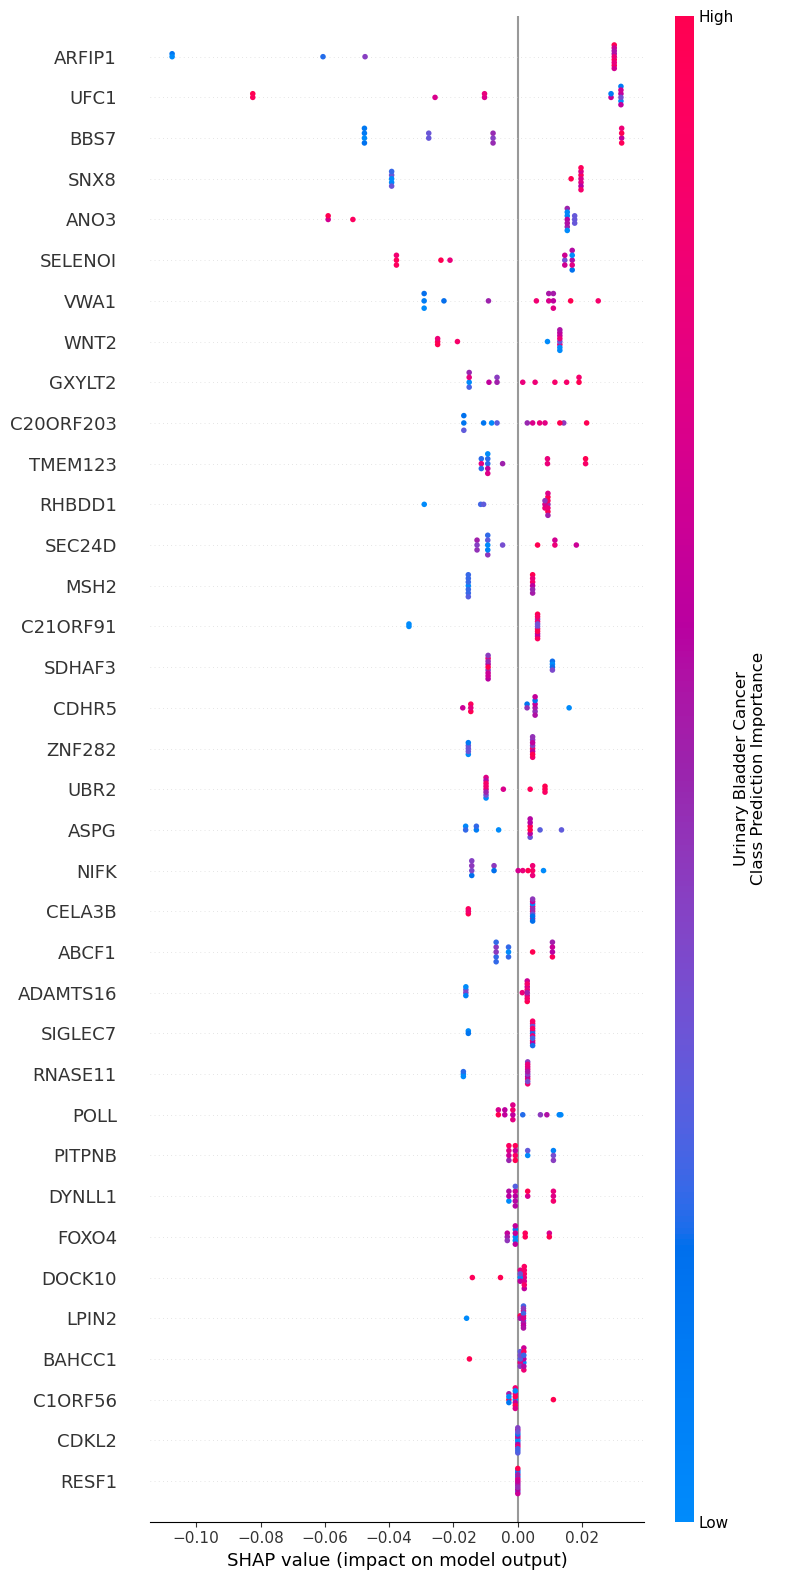 High
ARFIP1
UFC1
BBS7
SNX8
ANO3
SELENOI
VWA1
WNT2
GXYLT2
C20ORF203
TMEM123
RHBDD1
SEC24D
MSH2
C21ORF91
SDHAF3
CDHR5
ZNF282
UBR2
ASPG
NIFK
CELA3B
ABCF1
ADAMTS16
SIGLEC7
RNASE11
POLL
PITPNB
DYNLL1
FOXO4
DOCK10
LPIN2
BAHCC1
C1ORF56
CDKL2
RESF1
Urinary Bladder Cancer
Class Prediction Importance
Low
−0.10 −0.08 −0.06 −0.04 −0.02 0.00 0.02
SHAP value (impact on model output)